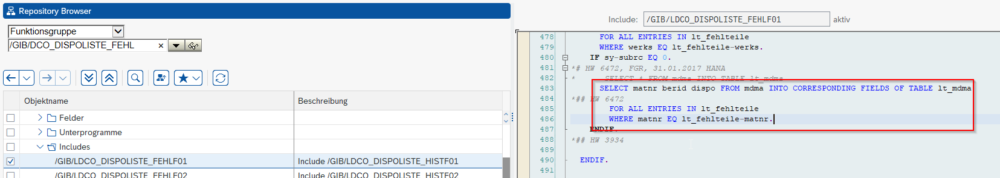 Repository Browser
Funktionsgruppe
/GIB/DCO_DISPOLISTE_FEHL
Objektname
Beschreibung
Felder
Unterprogramme
Includes
/GIB/LDCO_DISPOLISTE_FEHLF01
Include /GIB/LDCO_DISPOLISTE_HISTF01
/GIB/LDCO_DISPOLISTE_FEHLF02
Include /GIB/LDCO_DISPOLISTE_HISTF02
Include: /GIB/LDCO_DISPOLISTE_FEHLF01 aktiv
478 FOR ALL ENTRIES IN lt_fehlteile
479 WHERE werks EQ lt_fehlteile-werks.
480 IF sy-subrc EQ 0.
481 *# HW 6472, FGR, 31.01.2017 HANA
482 * SELECT * FROM mdma INTO TABLE lt_mdma
483 SELECT matnr berid dispo FROM mdma INTO CORRESPONDING FIELDS OF TABLE lt_mdma
484 *## HW 6472
485 FOR ALL ENTRIES IN lt_fehlteile
486 WHERE matnr EQ lt_fehlteile-matnr.
487 ENDIF.
488 *## HW 3934
489
490 ENDIF.
491